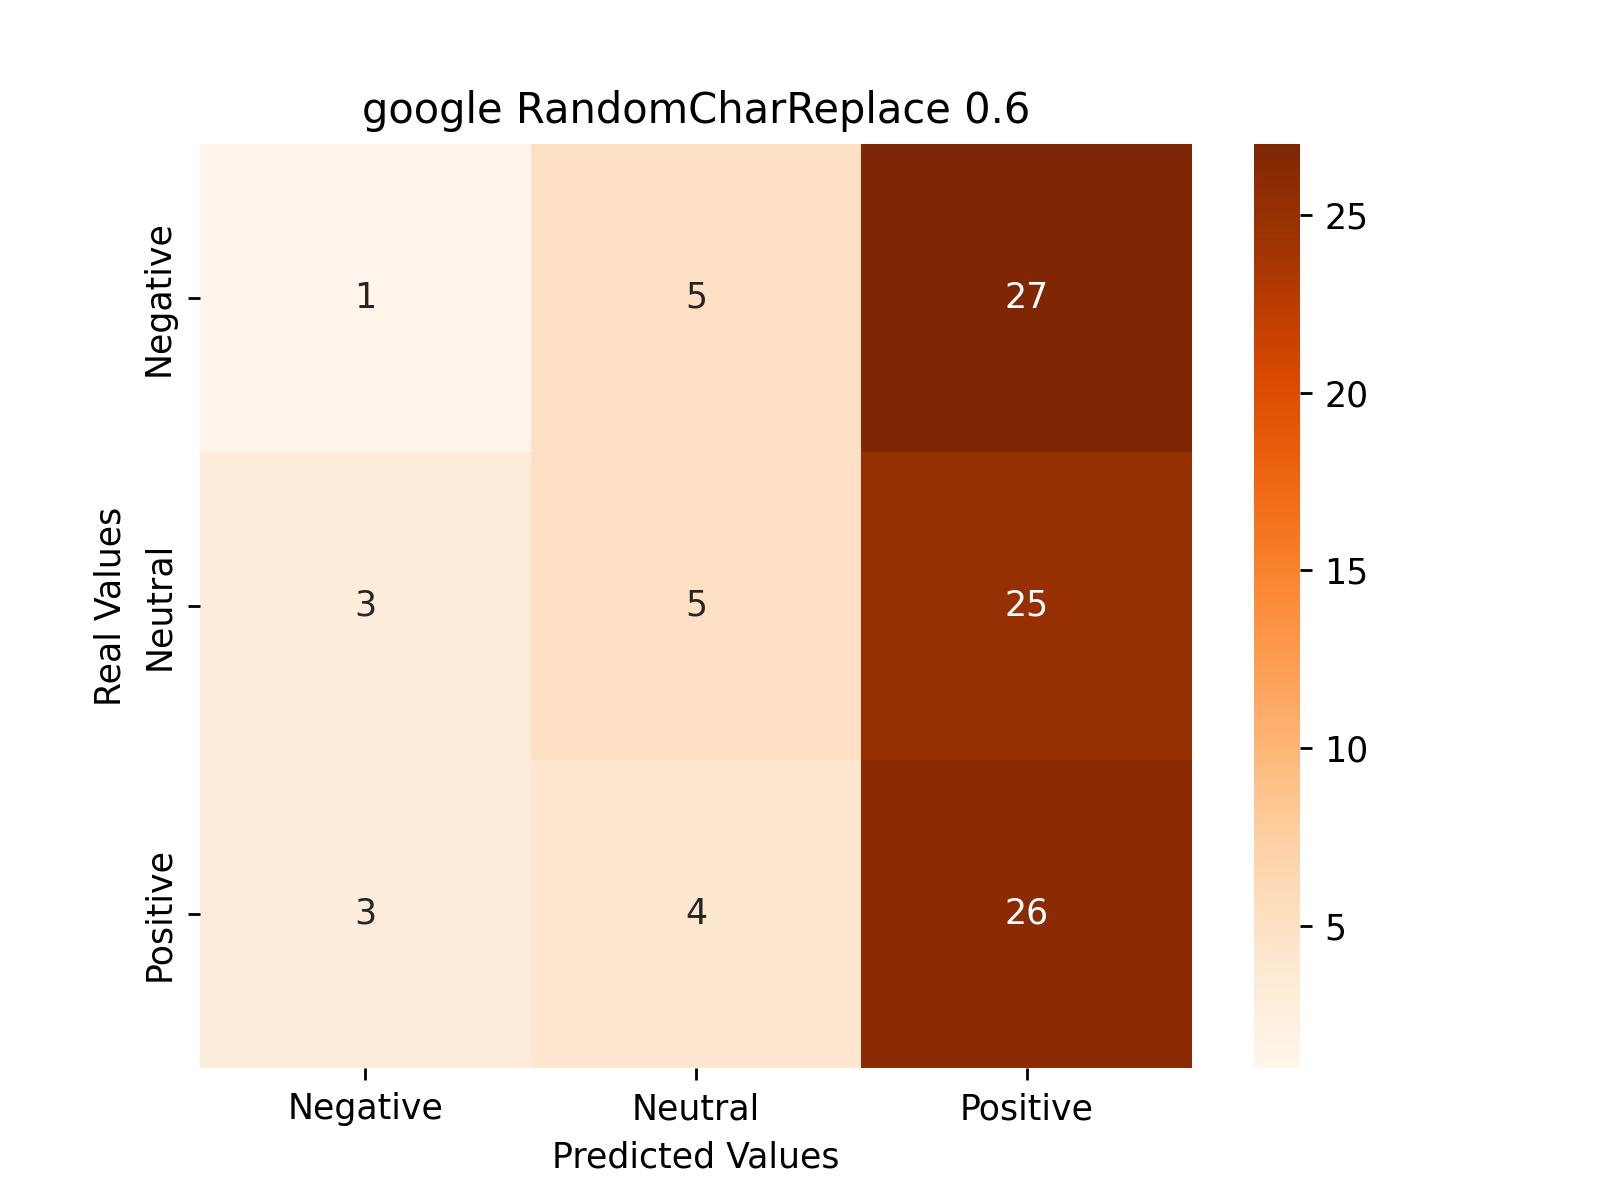 google RandomCharReplace 0.6
Real Values
Negative
1 5 27
Neutral
3 5 25
Positive
3 4 26
Negative Neutral Positive
Predicted Values
25
20
15
10
5